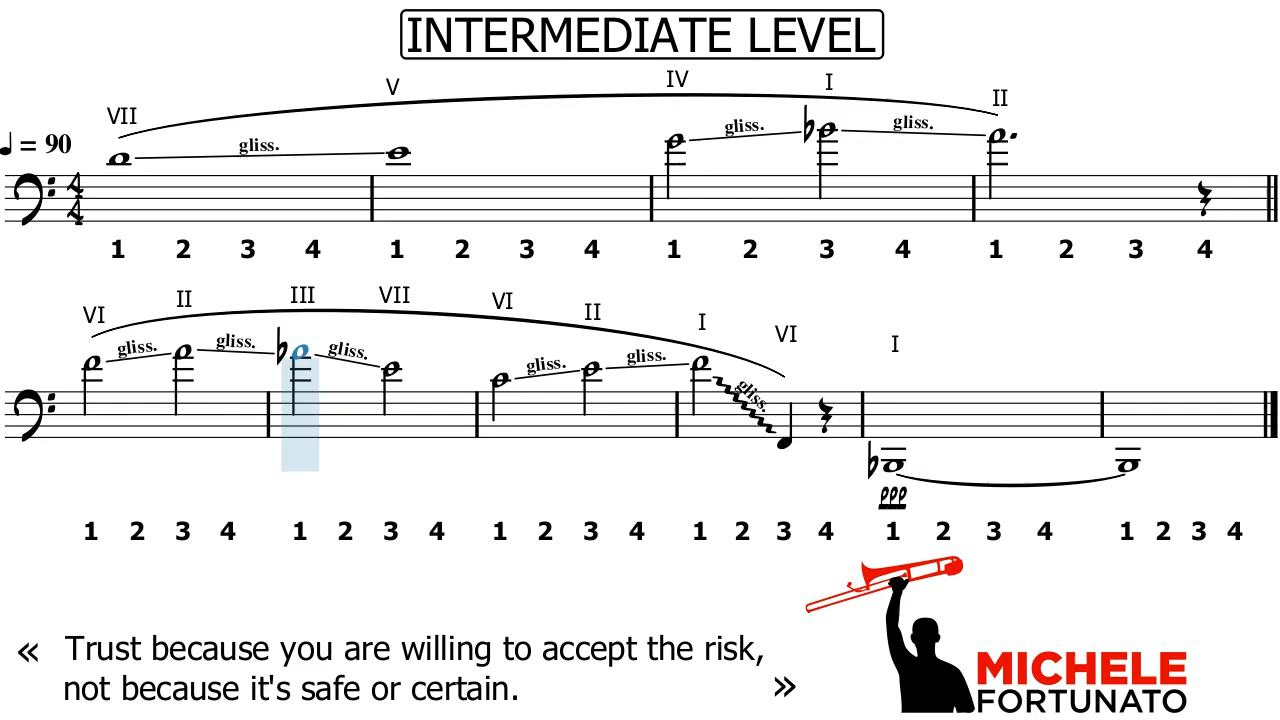 INTERMEDIATE LEVEL
VII V IV I II
♩ = 90
gliss. gliss. gliss.
4
4
1 2 3 4 1 2 3 4 1 2 3 4 1 2 3 4
VI II III VII VI II I VI I
gliss. gliss. gliss. gliss. gliss. gliss.
ppp
1 2 3 4 1 2 3 4 1 2 3 4 1 2 3 4 1 2 3 4 1 2 3 4
« Trust because you are willing to accept the risk,
not because it's safe or certain. »
MICHELE
FORTUNATO